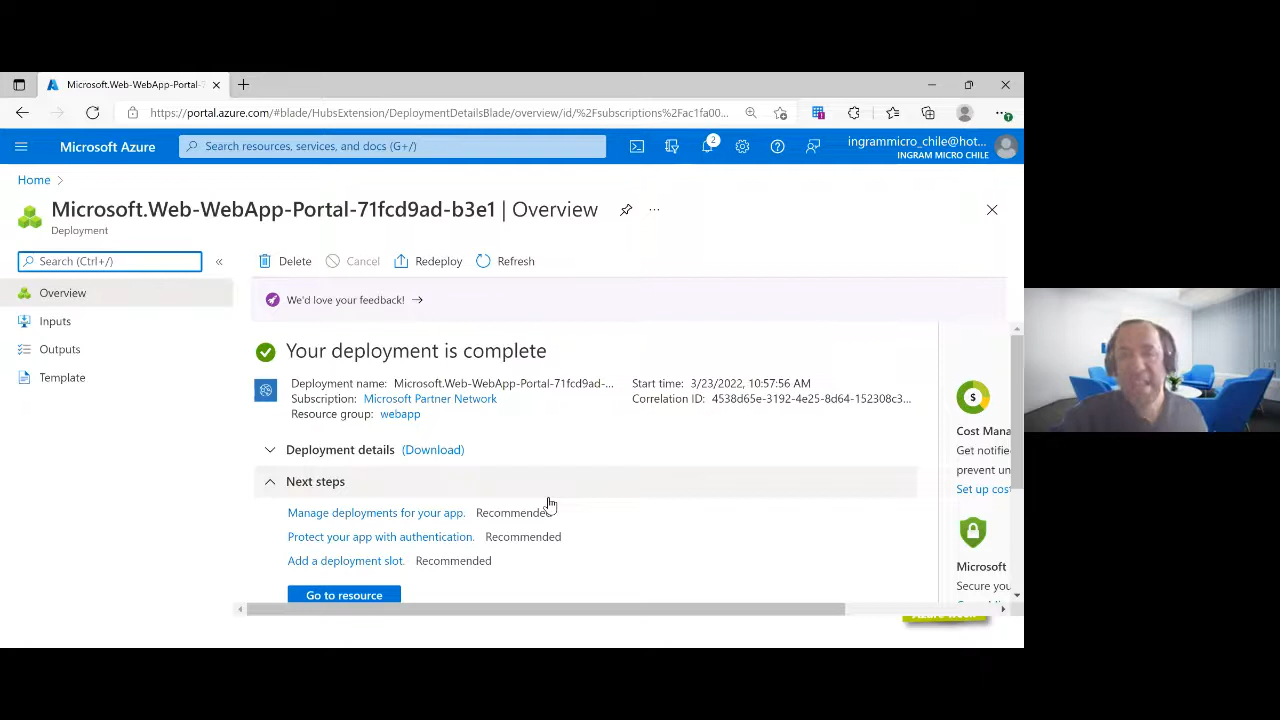 Microsoft.Web-WebApp-Portal-7
https://portal.azure.com/#blade/HubsExtension/DeploymentDetailsBlade/overview/id/%2Fsubscriptions%2Fac1fa00...
Microsoft Azure
Search resources, services, and docs (G+/)
2
ingrammicro_chile@hot...
INGRAM MICRO CHILE
Home
Microsoft.Web-WebApp-Portal-71fcd9ad-b3e1 | Overview
Deployment
Search (Ctrl+/)
«
Delete
Cancel
Redeploy
Refresh
Overview
Inputs
Outputs
Template
We'd love your feedback! →
Your deployment is complete
Deployment name: Microsoft.Web-WebApp-Portal-71fcd9ad-...
Subscription: Microsoft Partner Network
Resource group: webapp
Start time: 3/23/2022, 10:57:56 AM
Correlation ID: 4538d65e-3192-4e25-8d64-152308c3...
Deployment details (Download)
Next steps
Manage deployments for your app. Recommended
Protect your app with authentication. Recommended
Add a deployment slot. Recommended
Go to resource
$
Cost Mana
Get notifie
prevent un
Set up cos
Microsoft
Secure you